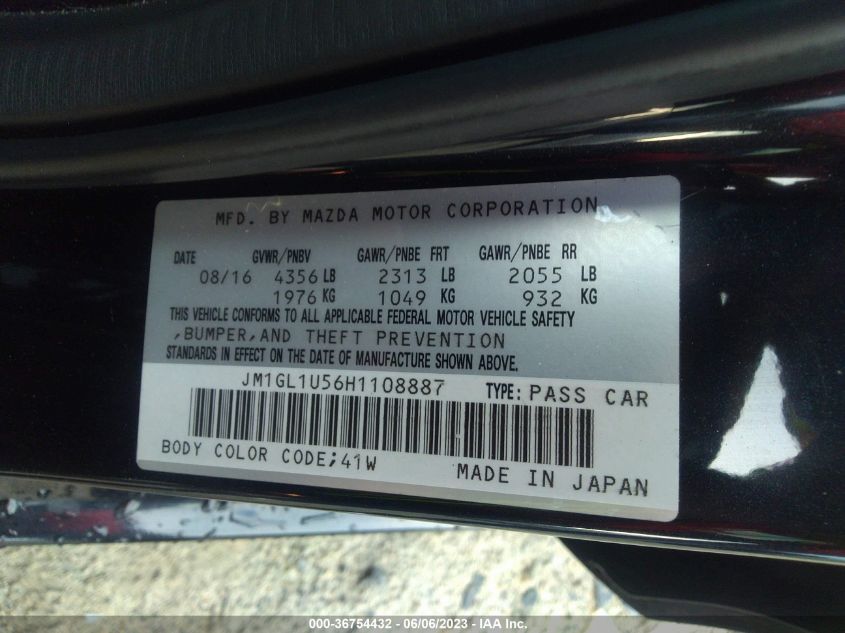 MFD. BY MAZDA MOTOR CORPORATION
DATE GVWR/PNBV GAWR/PNBE FRT GAWR/PNBE RR
08/16 4356 LB 2313 LB 2055 LB
1976 KG 1049 KG 932 KG
THIS VEHICLE CONFORMS TO ALL APPLICABLE FEDERAL MOTOR VEHICLE SAFETY
,BUMPER,AND THEFT PREVENTION
STANDARDS IN EFFECT ON THE DATE OF MANUFACTURE SHOWN ABOVE.
JM1GL1U56H1108887 TYPE: PASS CAR
BODY COLOR CODE;41W
MADE IN JAPAN
000-36754432 - 06/06/2023 - IAA Inc.